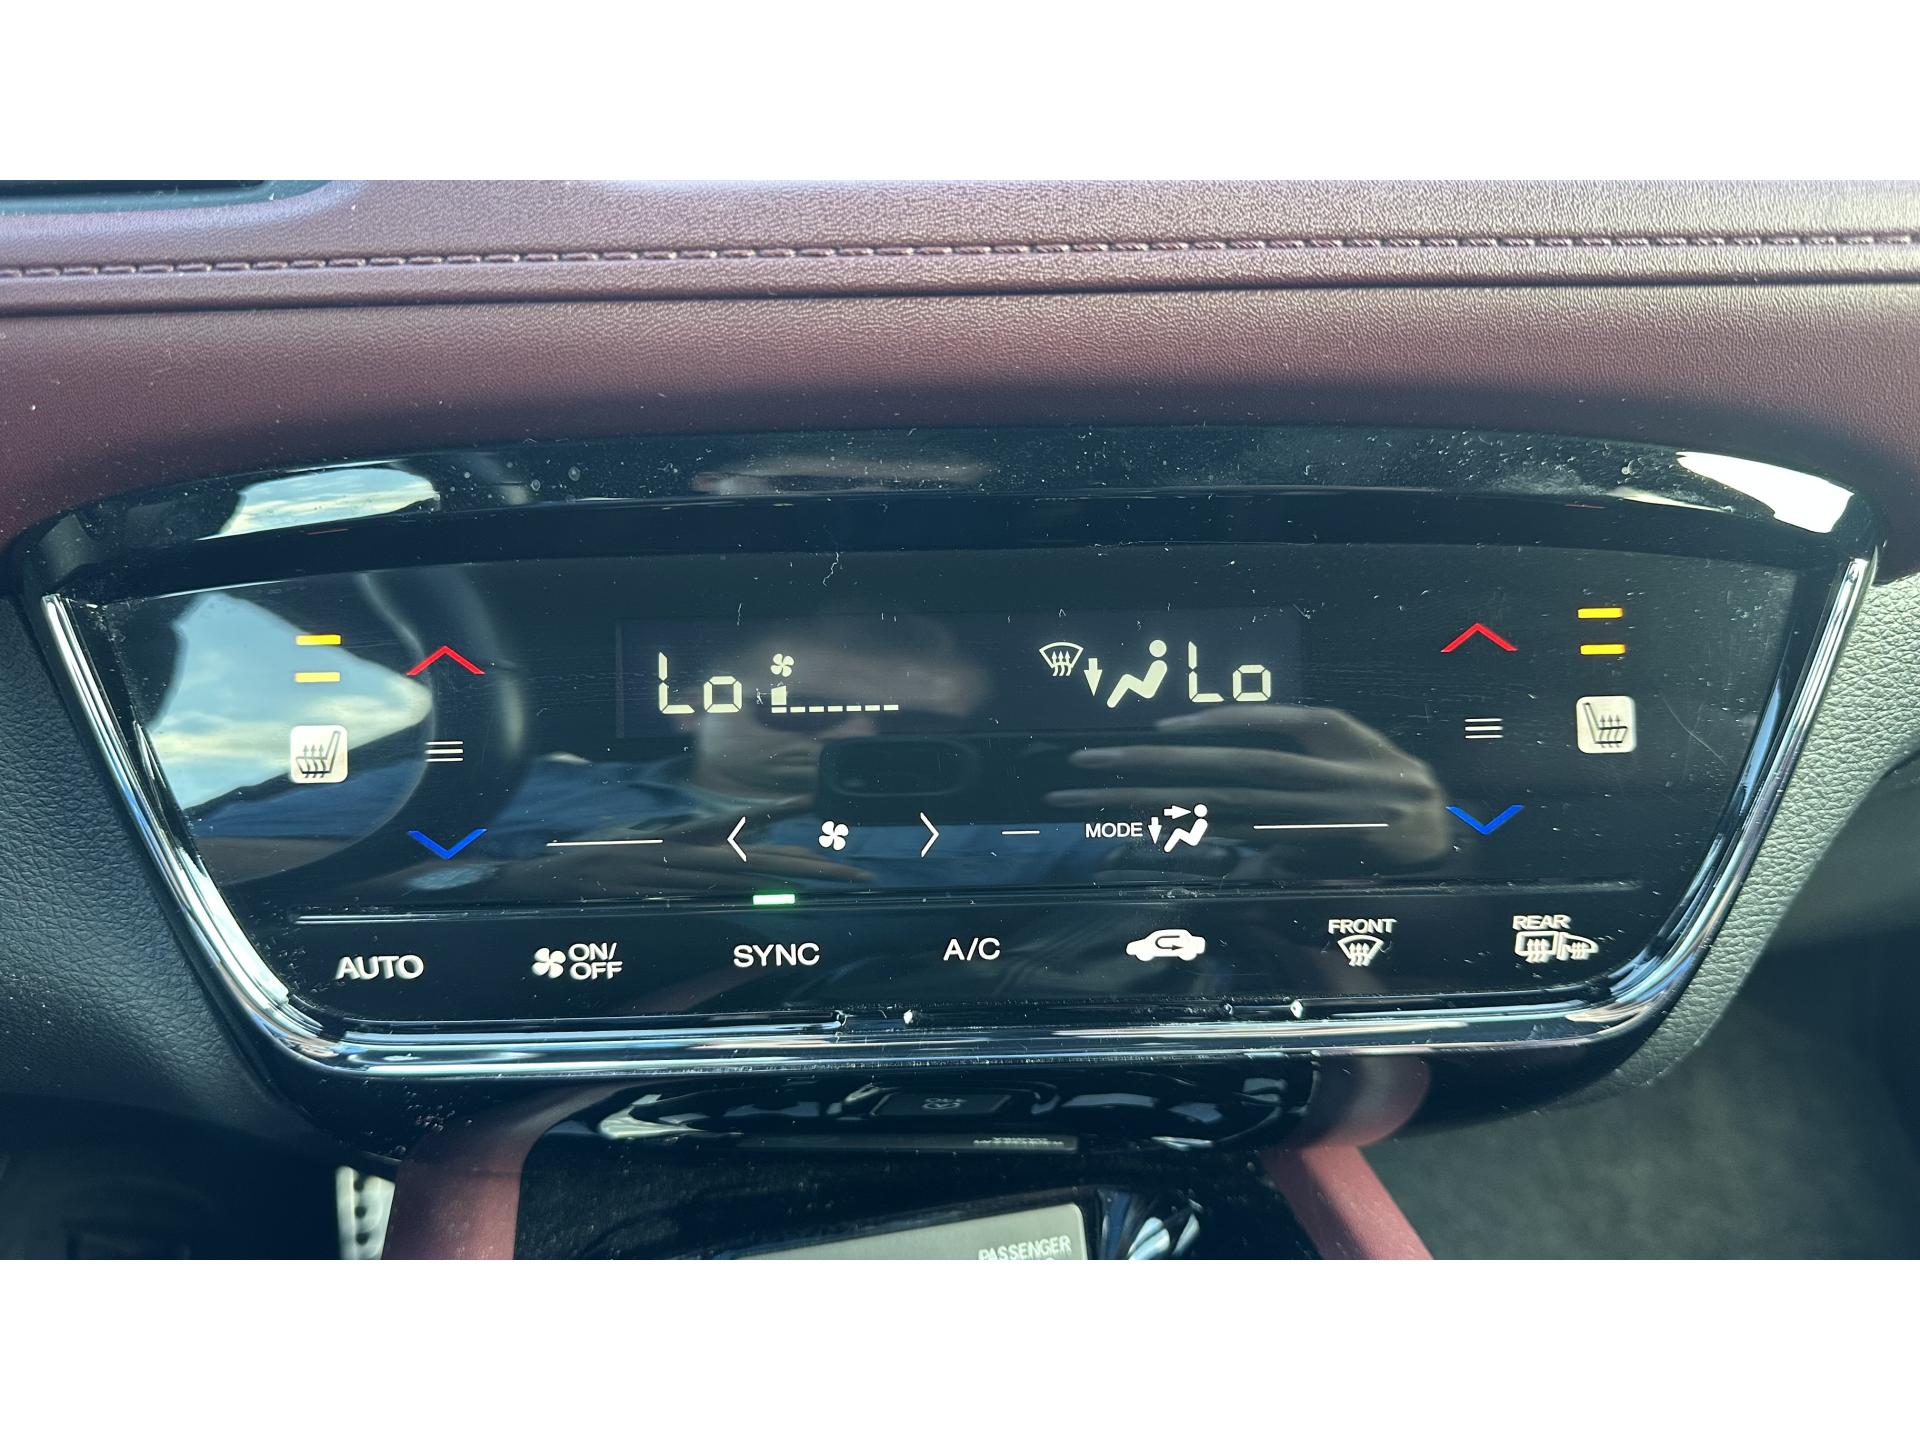 Lo Lo
MODE
AUTO ON/ OFF SYNC A/C FRONT REAR
PASSENGER